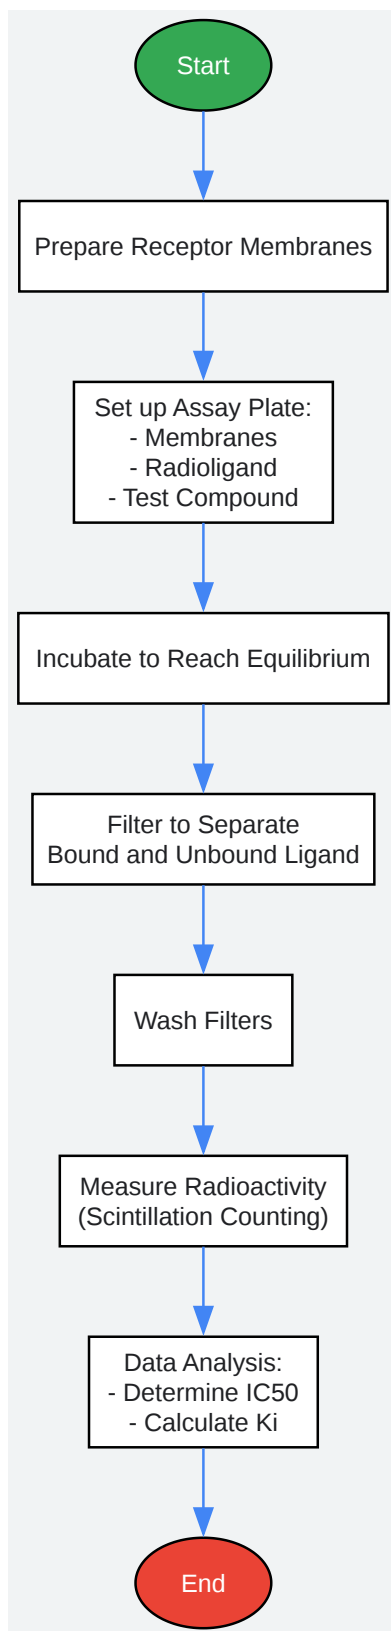 Start
Prepare Receptor Membranes
Set up Assay Plate:
- Membranes
- Radioligand
- Test Compound
Incubate to Reach Equilibrium
Filter to Separate
Bound and Unbound Ligand
Wash Filters
Measure Radioactivity
(Scintillation Counting)
Data Analysis:
- Determine IC50
- Calculate Ki
End